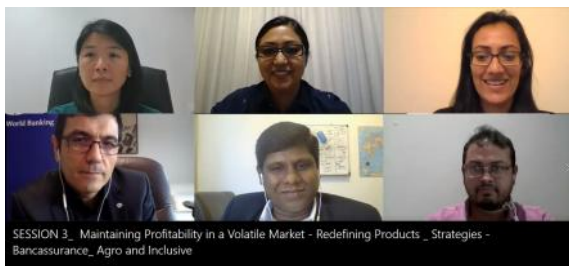 World Banking
SESSION 3_ Maintaining Profitability in a Volatile Market - Redefining Products _ Strategies -
Bancassurance_ Agro and Inclusive